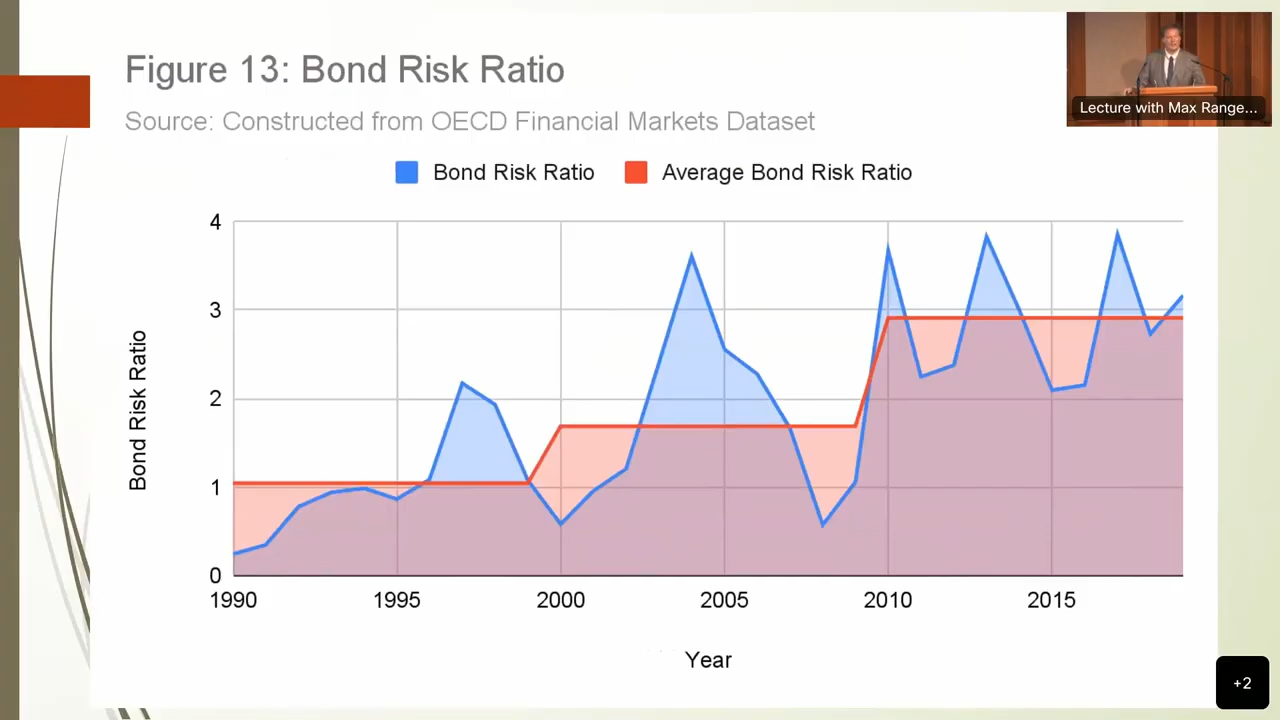 Figure 13: Bond Risk Ratio
Source: Constructed from OECD Financial Markets Dataset
Lecture with Max Range...
Bond Risk Ratio
Average Bond Risk Ratio
Bond Risk Ratio
4
3
2
1
0
1990
1995
2000
2005
2010
2015
Year
+2